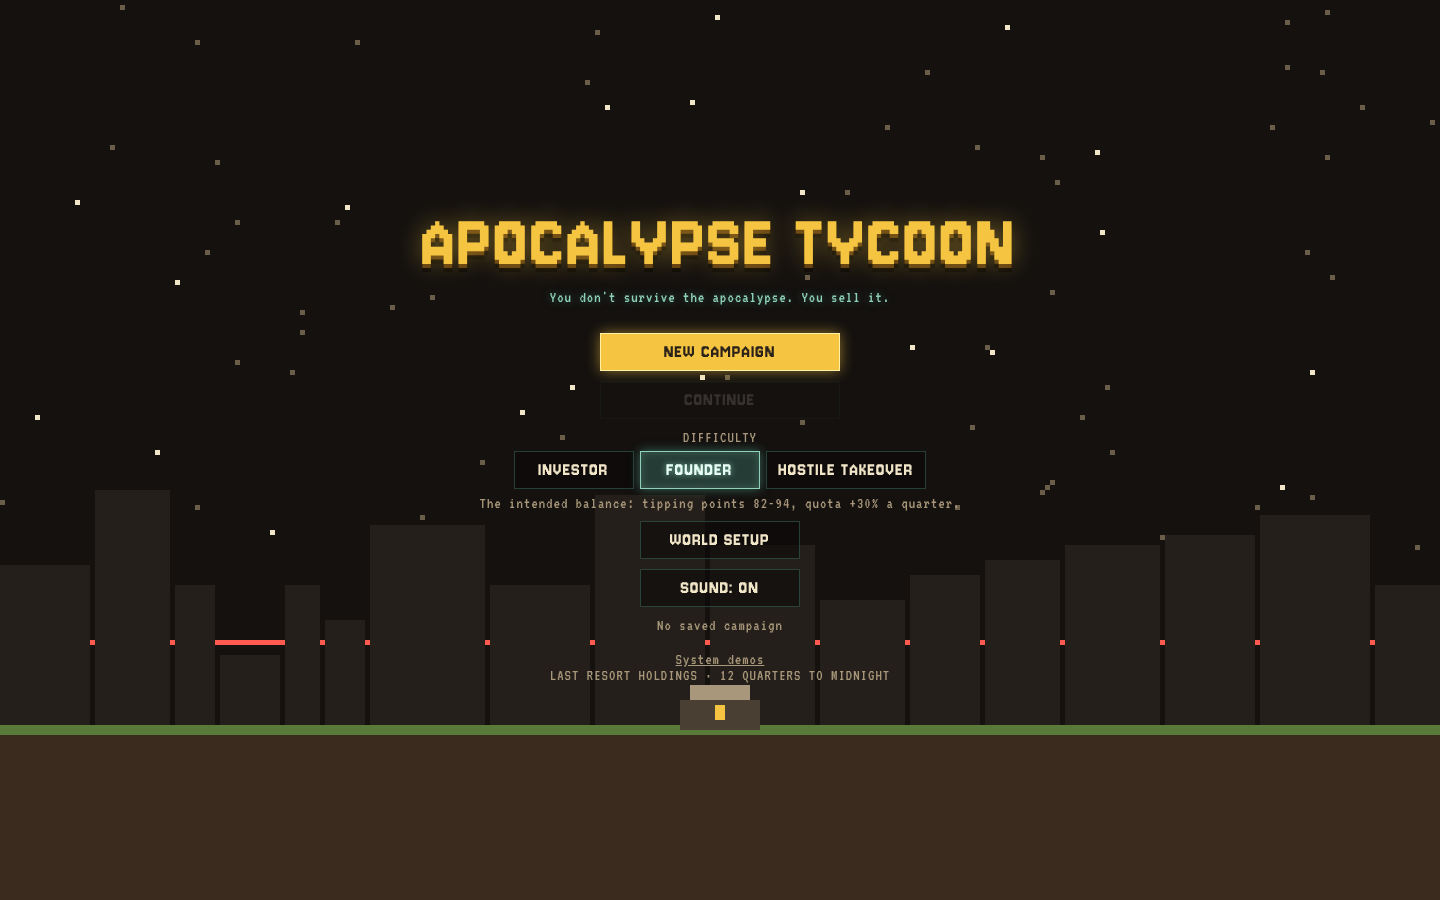 APOCALYPSE TYCOON
You don't survive the apocalypse. You sell it.
NEW CAMPAIGN
CONTINUE
DIFFICULTY
INVESTOR
FOUNDER
HOSTILE TAKEOVER
The intended balance: tipping points 82-94, quota +30% a quarter.
WORLD SETUP
SOUND: ON
No saved campaign
System demos
LAST RESORT HOLDINGS · 12 QUARTERS TO MIDNIGHT